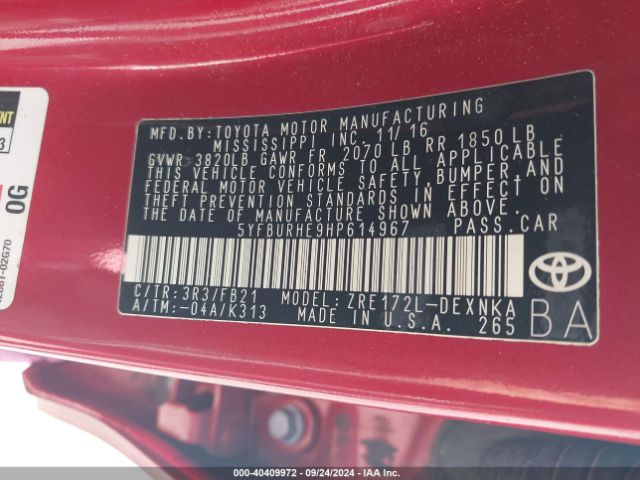 MFD. BY: TOYOTA MOTOR MANUFACTURING
MISSISSIPPI INC. 11/16
GVWR 3820LB GAWR FR 2070 LB RR 1850 LB
THIS VEHICLE CONFORMS TO ALL APPLICABLE
FEDERAL MOTOR VEHICLE SAFETY, BUMPER, AND
THEFT PREVENTION STANDARDS IN EFFECT ON
THE DATE OF MANUFACTURE SHOWN ABOVE.
5YFBURHE9HP614967 PASS.CAR
C/TR: 3R3/FB21 MODEL: ZRE172L-DEXNKA
A/TM: -04A/K313 MADE IN U.S.A. 265
BA
0G
000-40409972 - 09/24/2024 - IAA Inc.